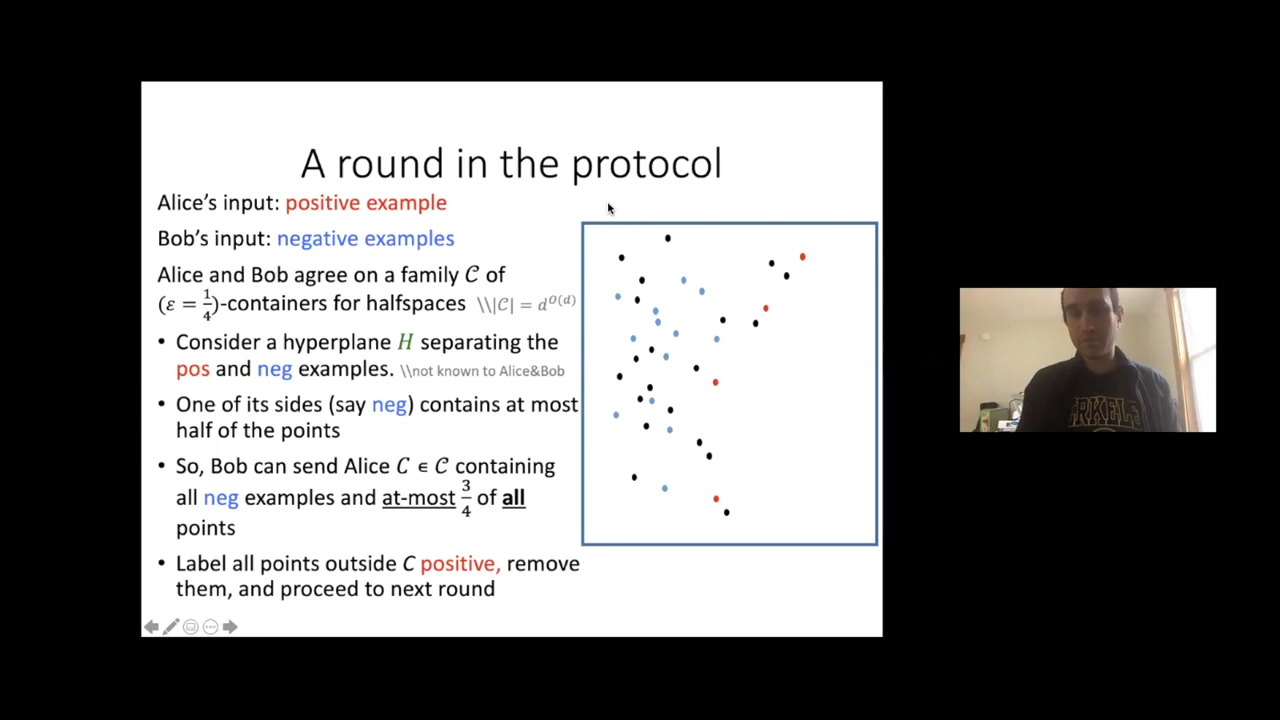 A round in the protocol
Alice's input: positive example
Bob's input: negative examples
Alice and Bob agree on a family 𝒞 of
(ε = 1/4)-containers for halfspaces \\|𝒞| = d^O(d)
• Consider a hyperplane H separating the
pos and neg examples. \\not known to Alice&Bob
• One of its sides (say neg) contains at most
half of the points
• So, Bob can send Alice C ∈ 𝒞 containing
all neg examples and at-most 3/4 of all
points
• Label all points outside C positive, remove
them, and proceed to next round